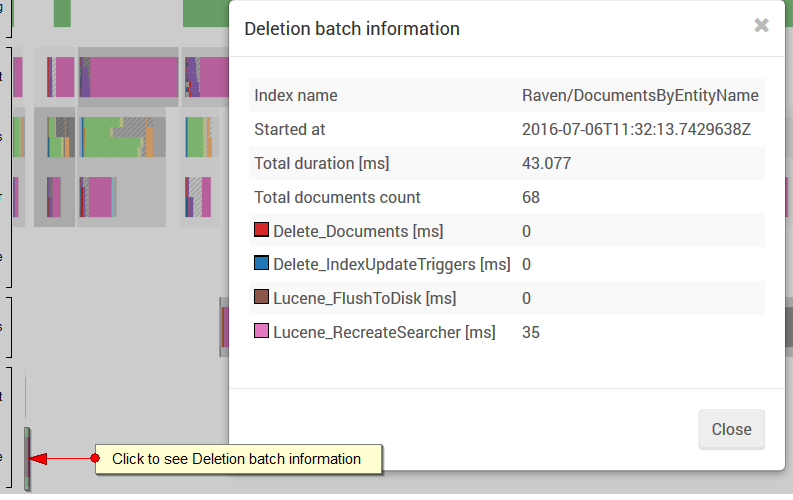 Deletion batch information
Index name Raven/DocumentsByEntityName
Started at 2016-07-06T11:32:13.7429638Z
Total duration [ms] 43.077
Total documents count 68
Delete_Documents [ms] 0
Delete_IndexUpdateTriggers [ms] 0
Lucene_FlushToDisk [ms] 0
Lucene_RecreateSearcher [ms] 35
Close
Click to see Deletion batch information